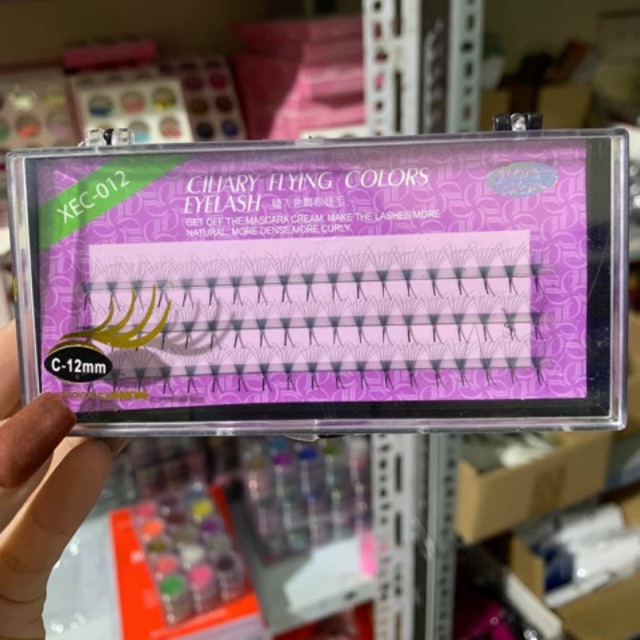 XEC-012
CIHARY FLYING COLORS
EYELASH
GET OFF THE MASCARA CREAM, MAKE THE LASHES MORE
NATURAL, MORE DENSE, MORE CURLY.
C-12mm